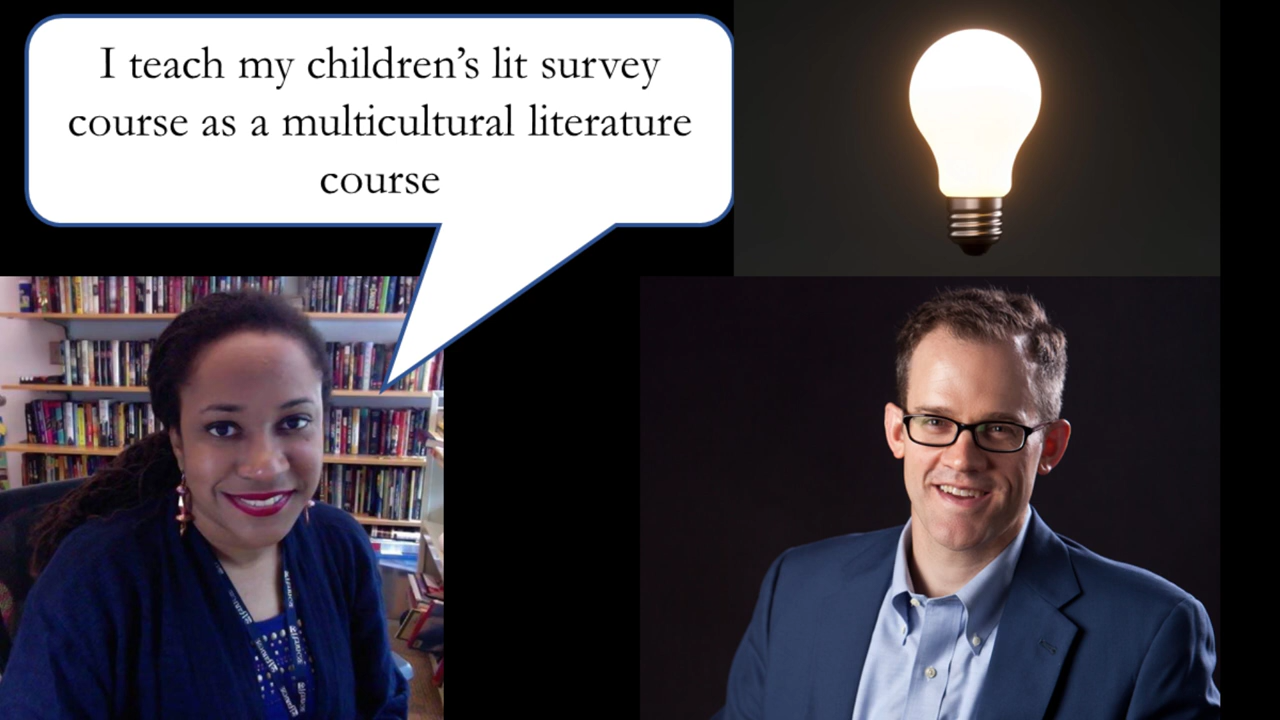 I teach my children’s lit survey
course as a multicultural literature
course